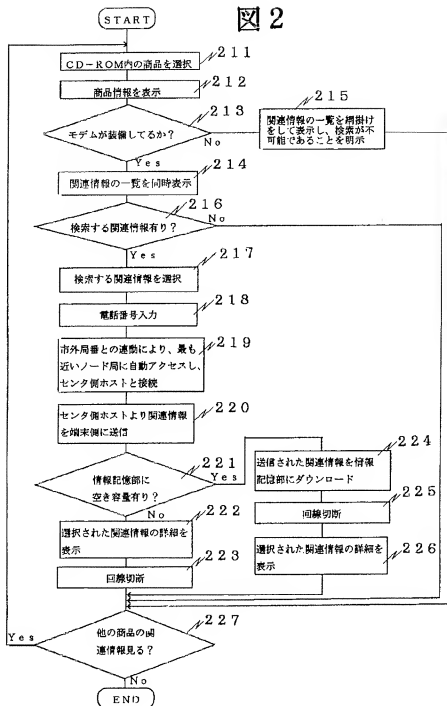 図2
START
211
CD-ROM内の商品を選択
212
商品情報を表示
213
モデムが装備してるか?
No
Yes
215
関連情報の一覧を網掛け
をして表示し、検索が不
可能であることを明示
214
関連情報の一覧を同時表示
216
検索する関連情報有り?
No
Yes
217
検索する関連情報を選択
218
電話番号入力
219
市外局番との連動により、最も
近いノード局に自動アクセスし、
センタ側ホストと接続
220
センタ側ホストより関連情報
を端末側に送信
221
情報記憶部に
空き容量有り?
Yes
No
222
選択された関連情報の詳細を
表示
223
回線切断
224
送信された関連情報を情報
記憶部にダウンロード
225
回線切断
226
選択された関連情報の詳細を
表示
227
他の商品の関
連情報見る?
Yes
No
END